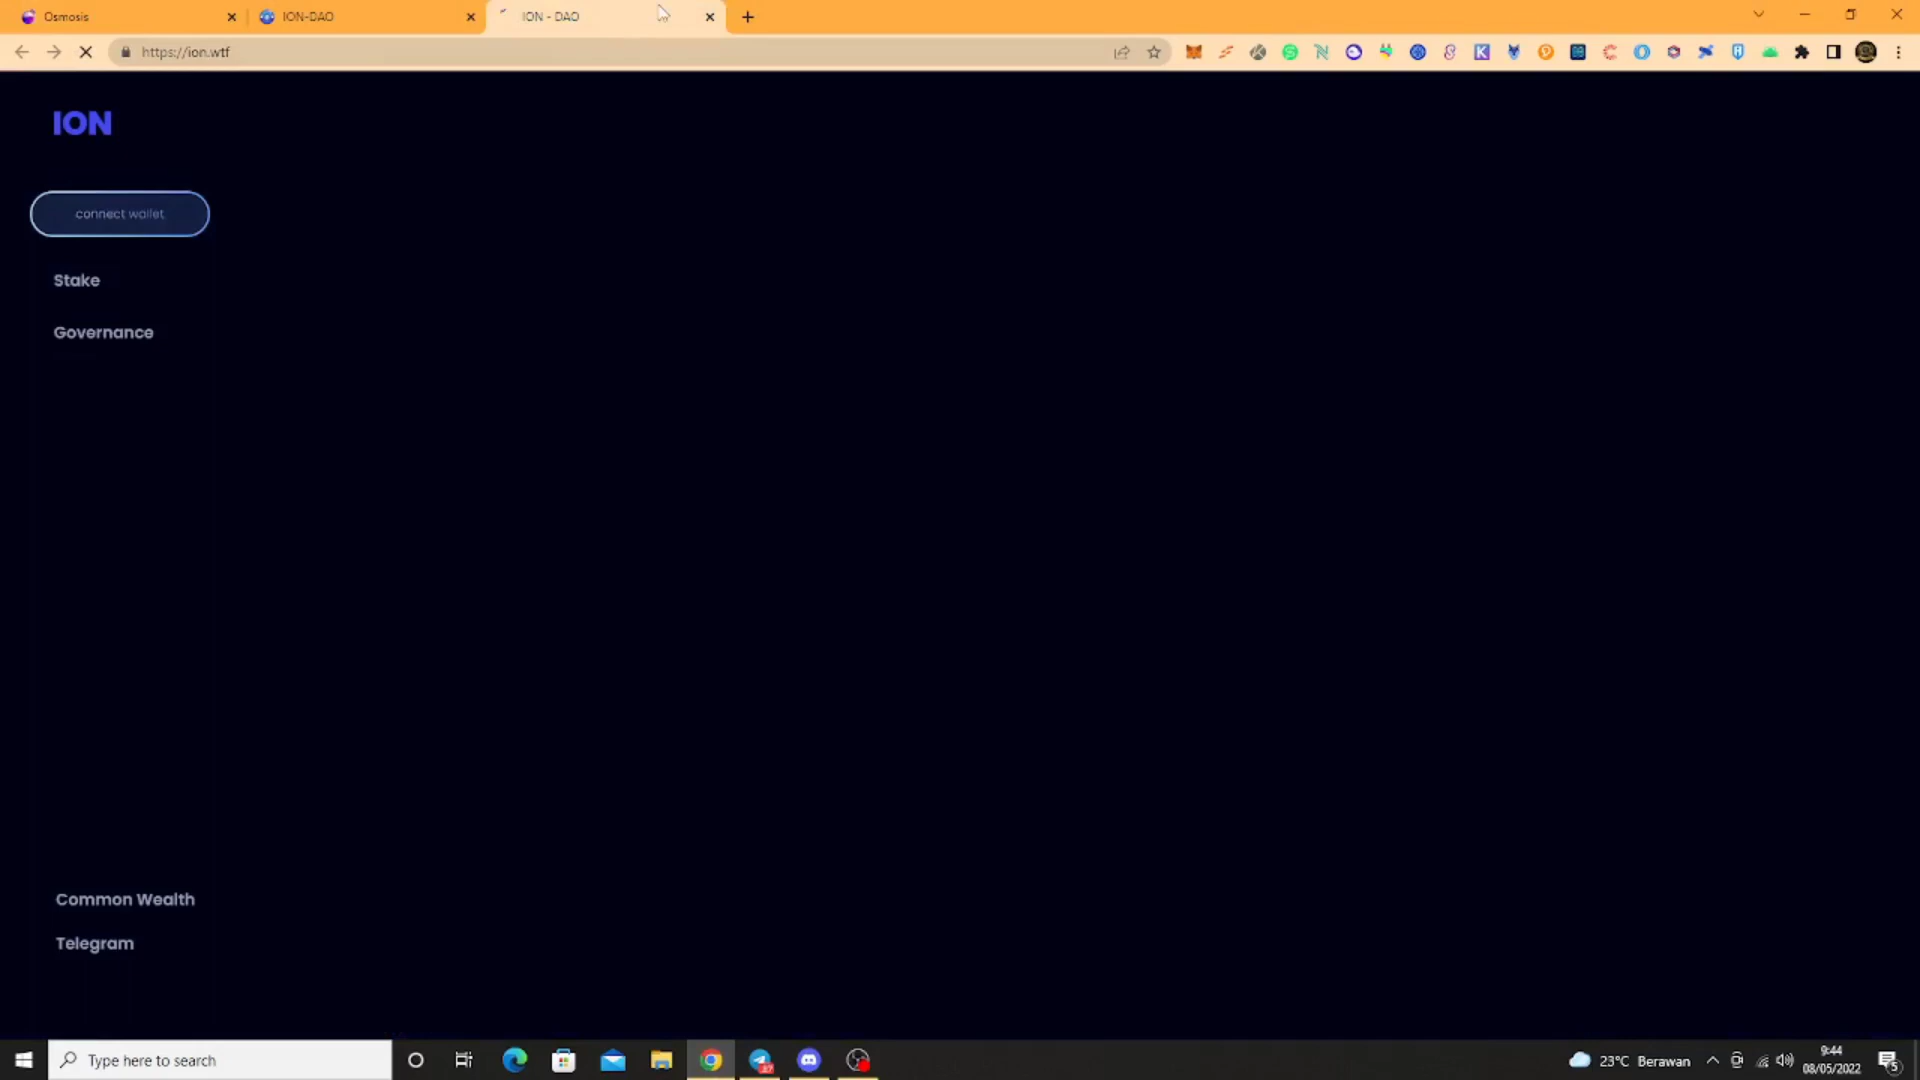 Osmosis
ION-DAO
ION - DAO
https://ion.wtf
ION
connect wallet
Stake
Governance
Common Wealth
Telegram
Type here to search
23°C Berawan
9:44
08/05/2022
5